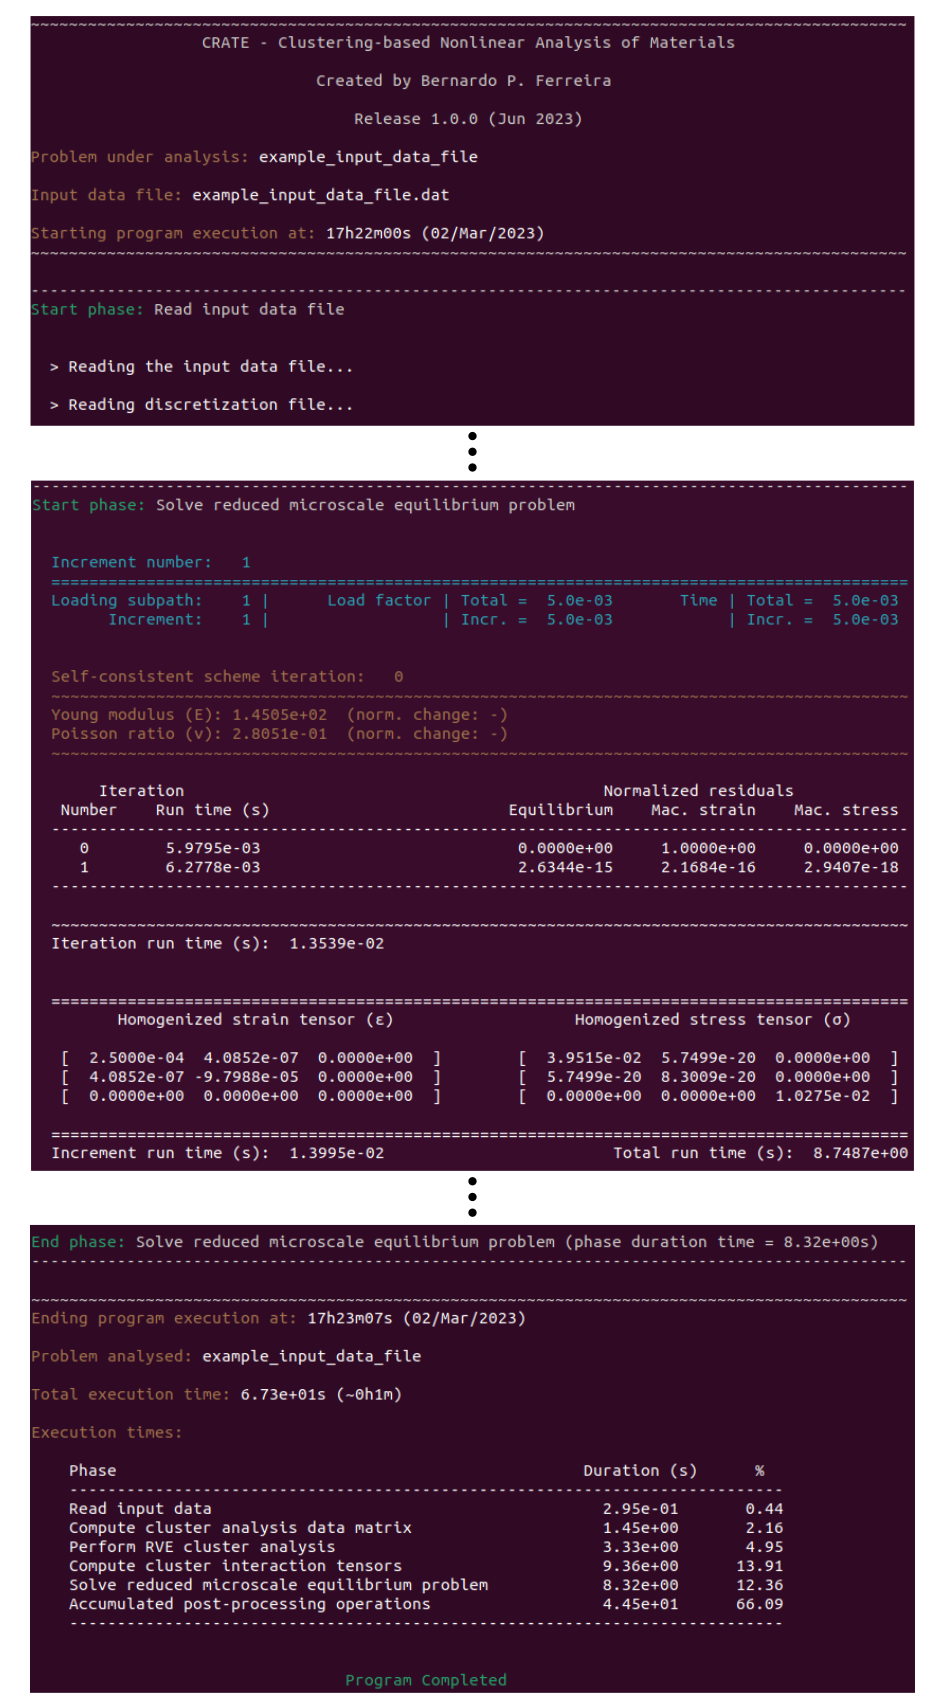 CRATE - Clustering-based Nonlinear Analysis of Materials
Created by Bernardo P. Ferreira
Release 1.0.0 (Jun 2023)
Problem under analysis: example_input_data_file
Input data file: example_input_data_file.dat
Starting program execution at: 17h22m00s (02/Mar/2023)
Start phase: Read input data file
> Reading the input data file...
> Reading discretization file...
Start phase: Solve reduced microscale equilibrium problem
Increment number: 1
Loading subpath: 1 | Load factor | Total = 5.0e-03 Time | Total = 5.0e-03
Increment: 1 | | Incr. = 5.0e-03 | Incr. = 5.0e-03
Self-consistent scheme iteration: 0
Young modulus (E): 1.4505e+02 (norm. change: -)
Poisson ratio (ν): 2.8051e-01 (norm. change: -)
Iteration Normalized residuals
Number Run time (s) Equilibrium Mac. strain Mac. stress
0 5.9795e-03 0.0000e+00 1.0000e+00 0.0000e+00
1 6.2778e-03 2.6344e-15 2.1684e-16 2.9407e-18
Iteration run time (s): 1.3539e-02
Homogenized strain tensor (ε) Homogenized stress tensor (σ)
[ 2.5000e-04 4.0852e-07 0.0000e+00 ] [ 3.9515e-02 5.7499e-20 0.0000e+00 ]
[ 4.0852e-07 -9.7988e-05 0.0000e+00 ] [ 5.7499e-20 8.3009e-20 0.0000e+00 ]
[ 0.0000e+00 0.0000e+00 0.0000e+00 ] [ 0.0000e+00 0.0000e+00 1.0275e-02 ]
Increment run time (s): 1.3995e-02 Total run time (s): 8.7487e+00
End phase: Solve reduced microscale equilibrium problem (phase duration time = 8.32e+00s)
Ending program execution at: 17h23m07s (02/Mar/2023)
Problem analysed: example_input_data_file
Total execution time: 6.73e+01s (~0h1m)
Execution times:
Phase Duration (s) %
Read input data 2.95e-01 0.44
Compute cluster analysis data matrix 1.45e+00 2.16
Perform RVE cluster analysis 3.33e+00 4.95
Compute cluster interaction tensors 9.36e+00 13.91
Solve reduced microscale equilibrium problem 8.32e+00 12.36
Accumulated post-processing operations 4.45e+01 66.09
Program Completed